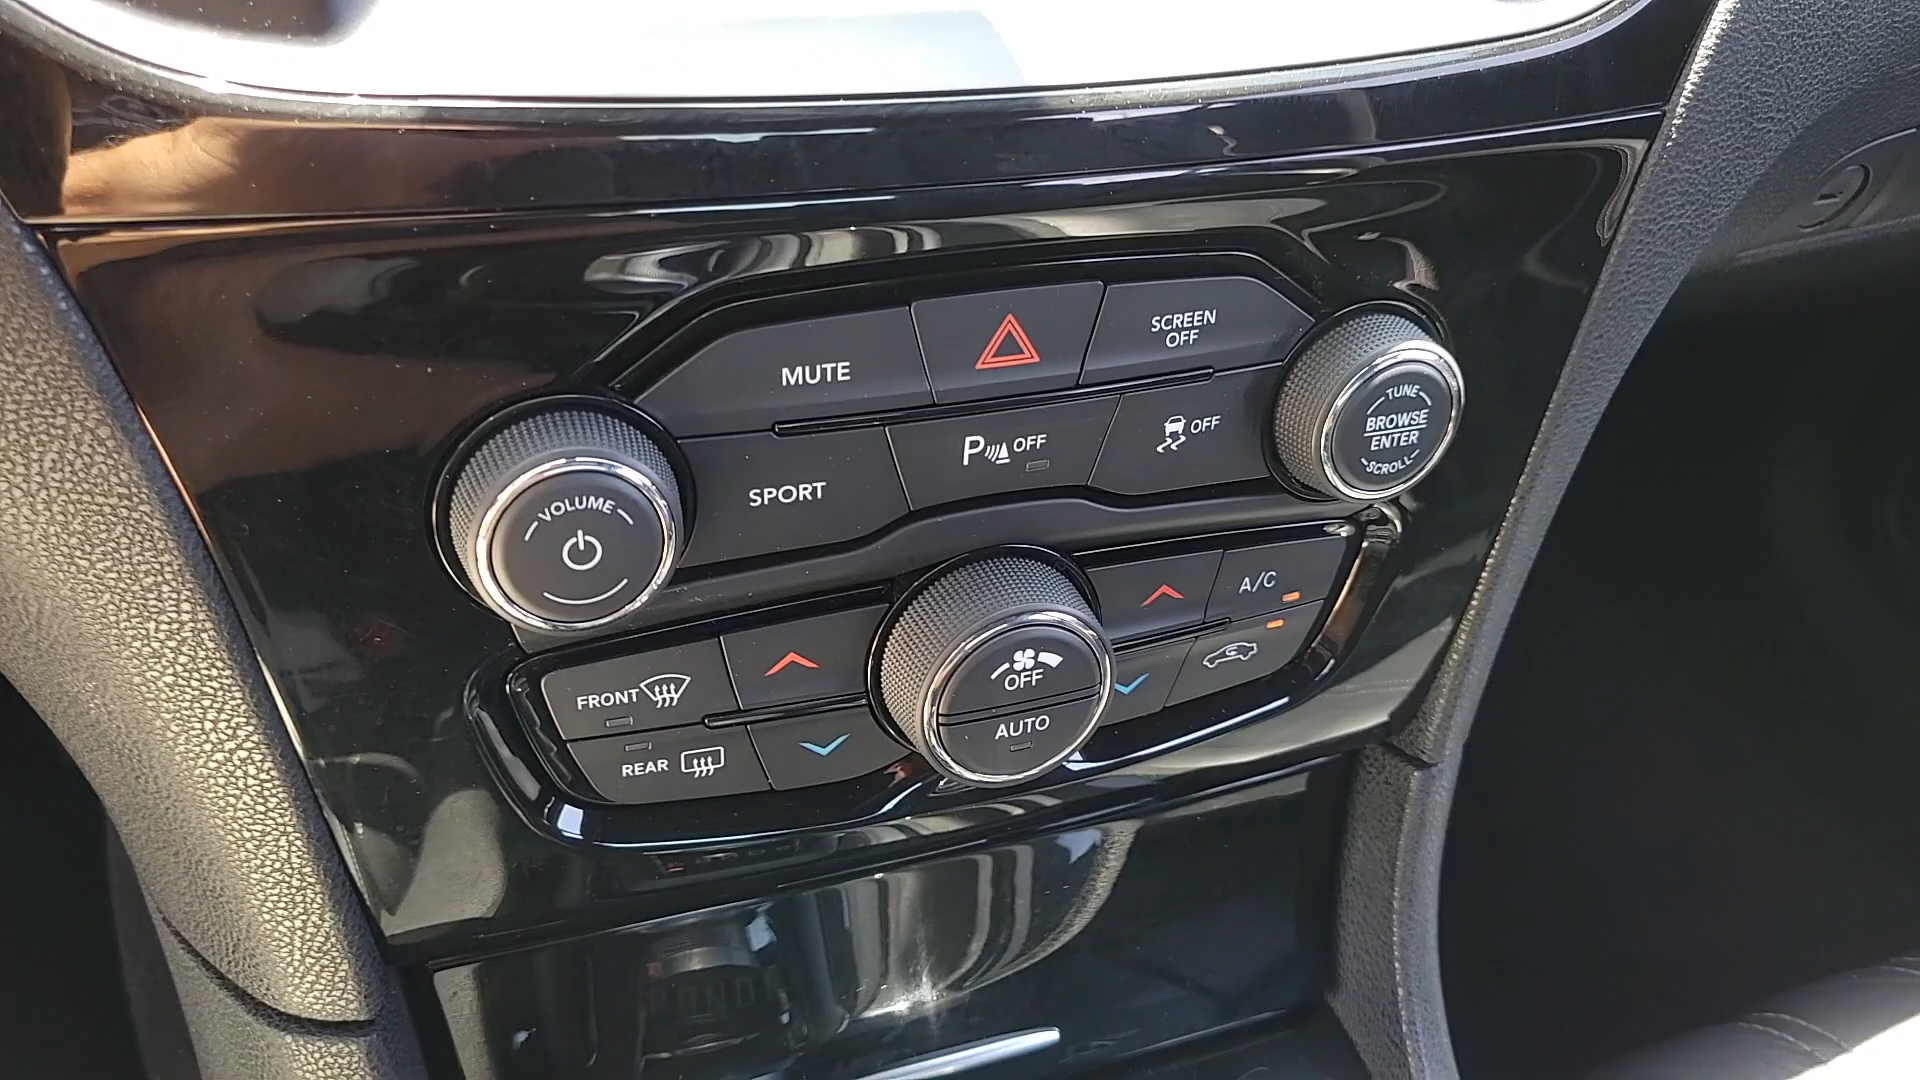 MUTE
SCREEN
OFF
VOLUME
SPORT
P OFF
OFF
TUNE
BROWSE
ENTER
SCROLL
A/C
FRONT
OFF
AUTO
REAR